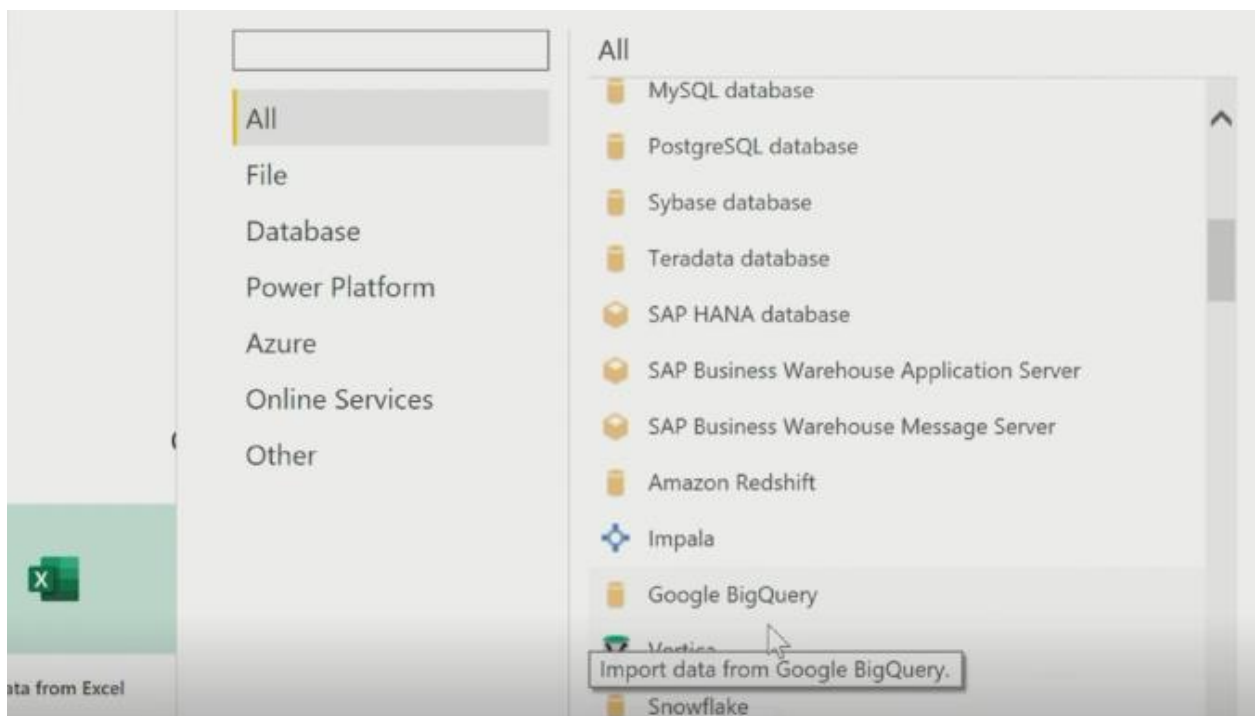 All
File
Database
Power Platform
Azure
Online Services
Other
ata from Excel
All
MySQL database
PostgreSQL database
Sybase database
Teradata database
SAP HANA database
SAP Business Warehouse Application Server
SAP Business Warehouse Message Server
Amazon Redshift
Impala
Google BigQuery
Vertica
Import data from Google BigQuery.
Snowflake